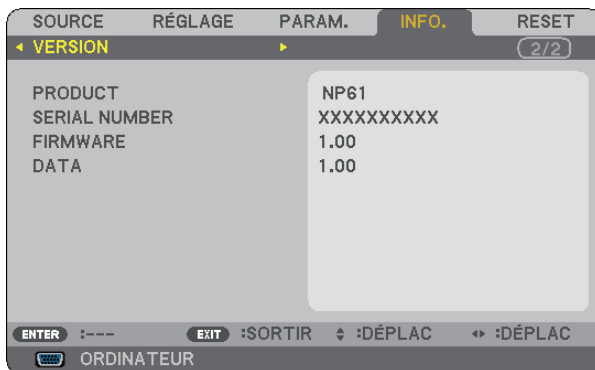 SOURCE RÉGLAGE PARAM. INFO. RESET
VERSION 2/2
PRODUCT NP61
SERIAL NUMBER XXXXXXXXXX
FIRMWARE 1.00
DATA 1.00
ENTER :--- EXIT :SORTIR :DÉPLAC :DÉPLAC
ORDINATEUR